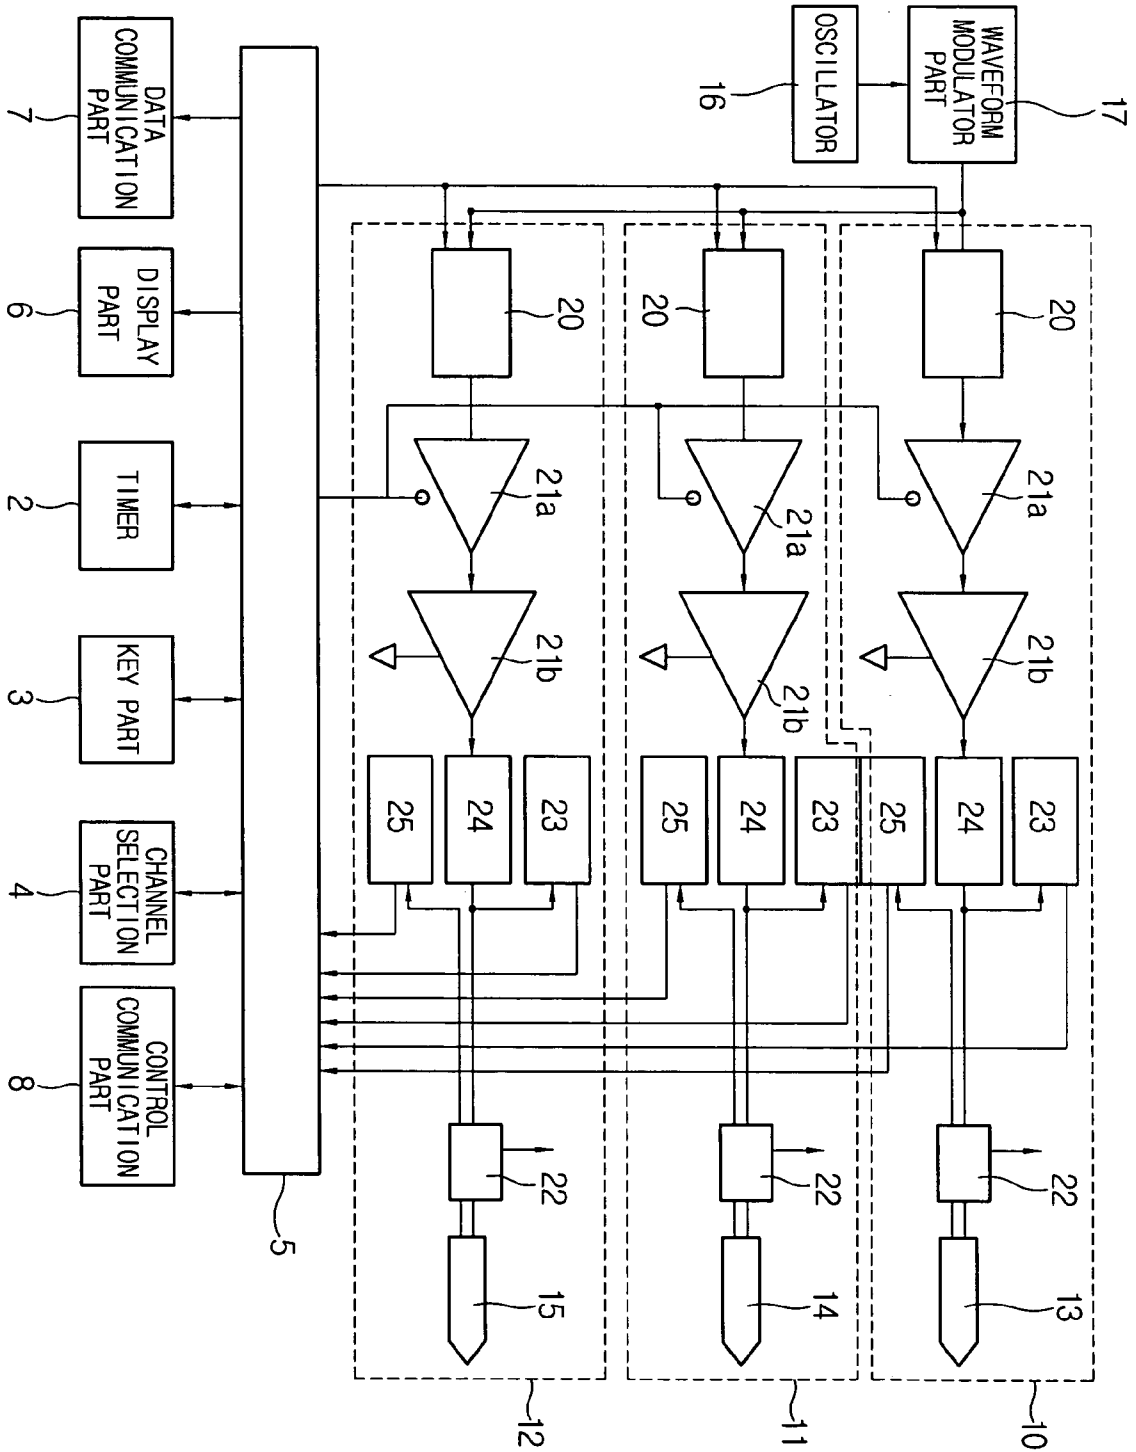 17
WAVEFORM
MODULATOR
PART
20
21a
21b
23
24
25
22
13
10
OSCILLATOR
16
20
21a
21b
23
24
25
22
14
11
20
21a
21b
23
24
25
22
15
12
5
DATA
COMMUNICATION
PART
7
DISPLAY
PART
6
TIMER
2
KEY PART
3
CHANNEL
SELECTION
PART
4
CONTROL
COMMUNICATION
PART
8